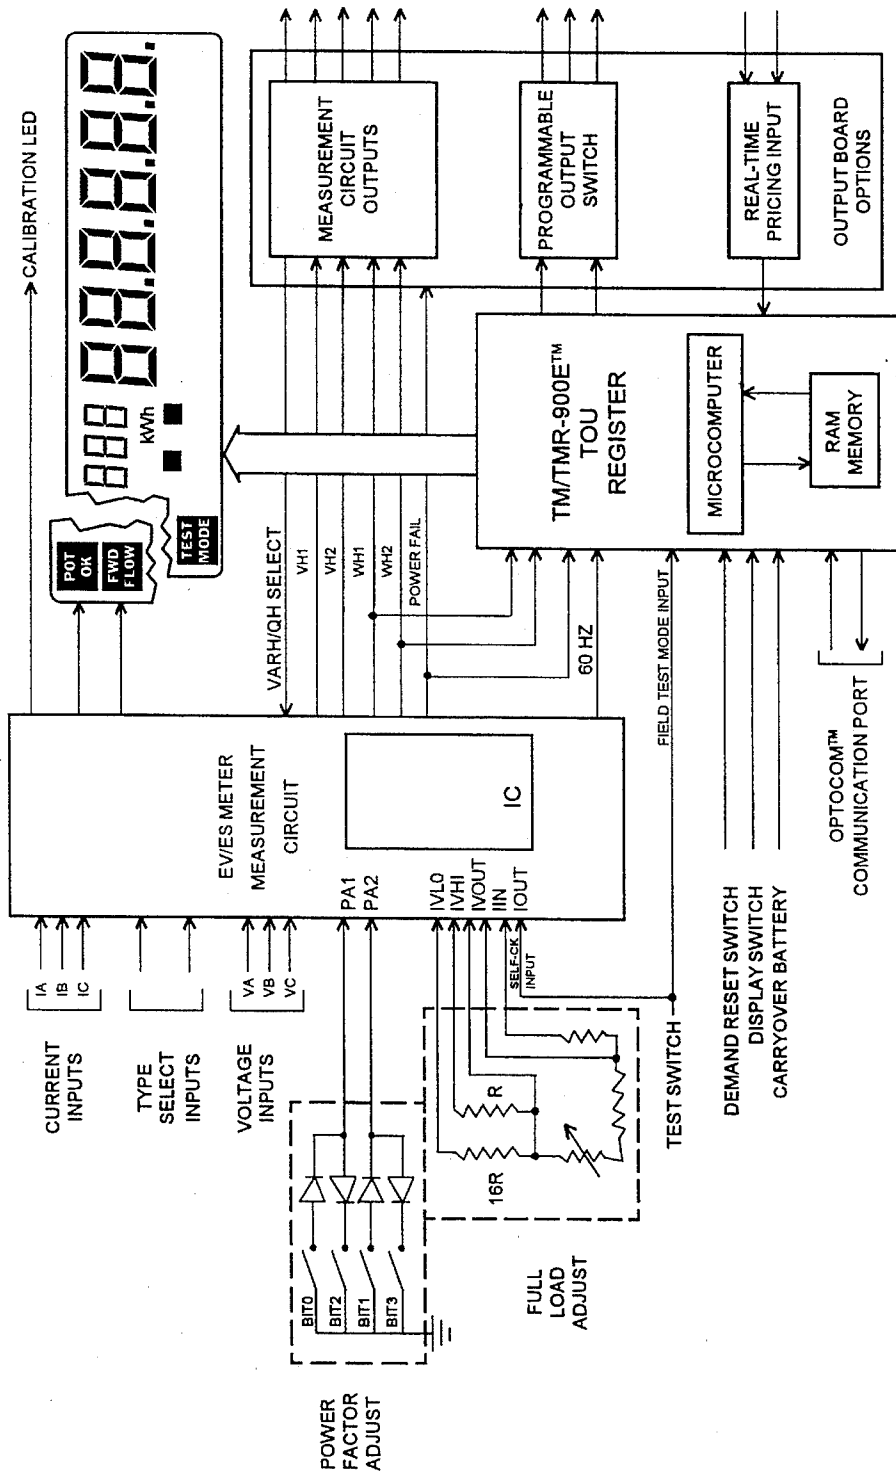 CALIBRATION LED
POT
OK
FWD
FLOW
TEST
MODE
kWh
MEASUREMENT
CIRCUIT
OUTPUTS
PROGRAMMABLE
OUTPUT
SWITCH
REAL-TIME
PRICING INPUT
OUTPUT BOARD
OPTIONS
VARH/QH SELECT
VH1
VH2
WH1
WH2
POWER FAIL
60 HZ
FIELD TEST MODE INPUT
TM/TMR-900E™
TOU
REGISTER
MICROCOMPUTER
RAM
MEMORY
OPTOCOM™
COMMUNICATION PORT
EV/ES METER
MEASUREMENT
CIRCUIT
IC
PA1
PA2
IVL0
IVHI
IVOUT
IIN
IOUT
SELF-CK
INPUT
CURRENT
INPUTS
IA
IB
IC
TYPE
SELECT
INPUTS
VOLTAGE
INPUTS
VA
VB
VC
POWER
FACTOR
ADJUST
BIT0
BIT2
BIT1
BIT3
FULL
LOAD
ADJUST
16R
R
TEST SWITCH
DEMAND RESET SWITCH
DISPLAY SWITCH
CARRYOVER BATTERY